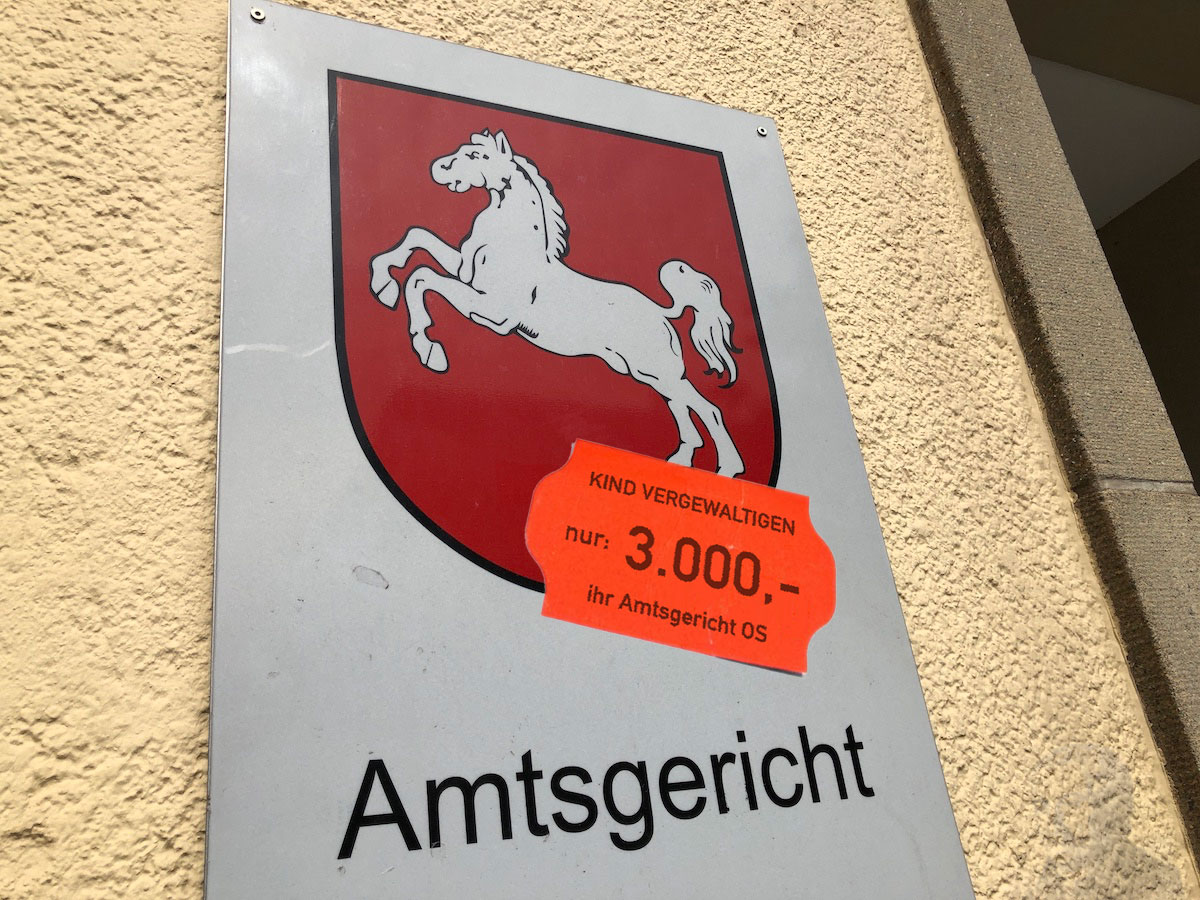 KIND VERGEWALTIGEN
nur: 3.000,-
ihr Amtsgericht OS
Amtsgericht